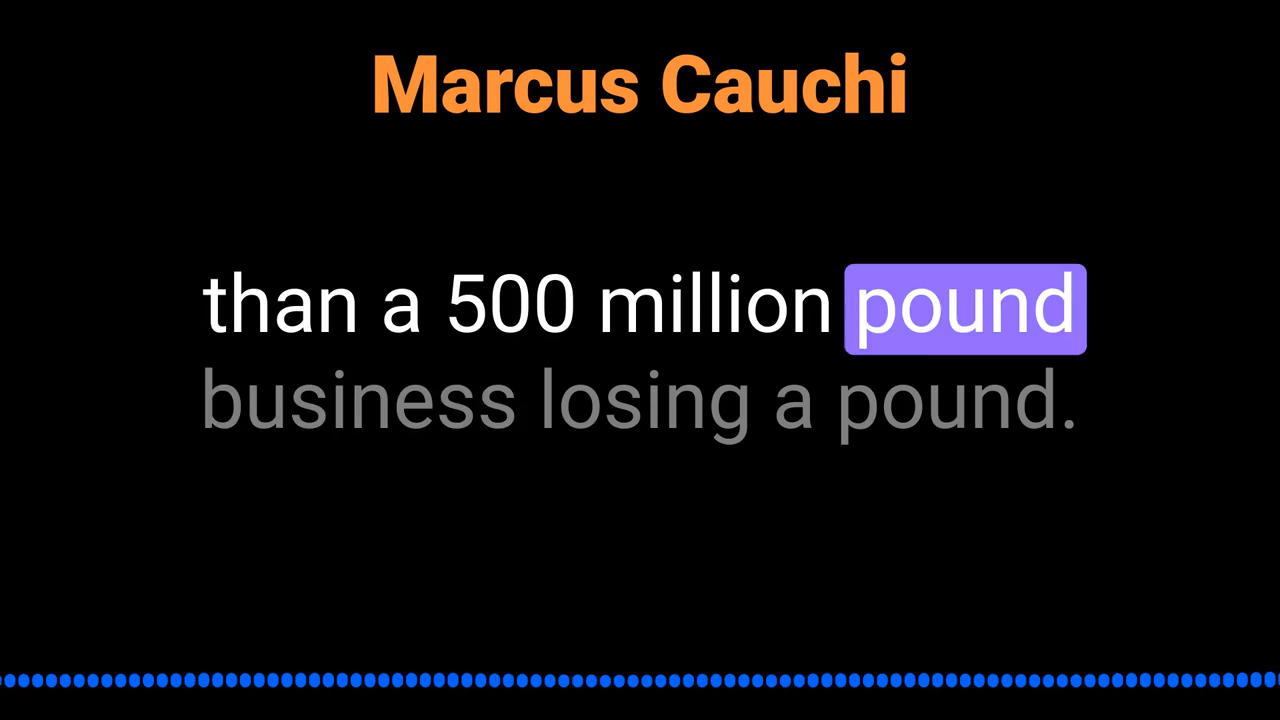 Marcus Cauchi
than a 500 million pound
business losing a pound.